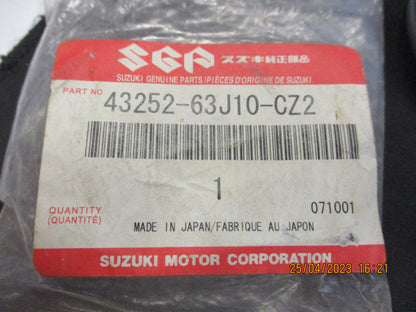 SGP スズキ純正部品
SUZUKI GENUINE PARTS/PIÈCES D'ORIGINE DE SUZUKI
PART NO. 43252-63J10-CZ2
1
QUANTITY
(QUANTITÉ)
071001
MADE IN JAPAN/FABRIQUE AU JAPON
SUZUKI MOTOR CORPORATION
25/04/2023 16:21